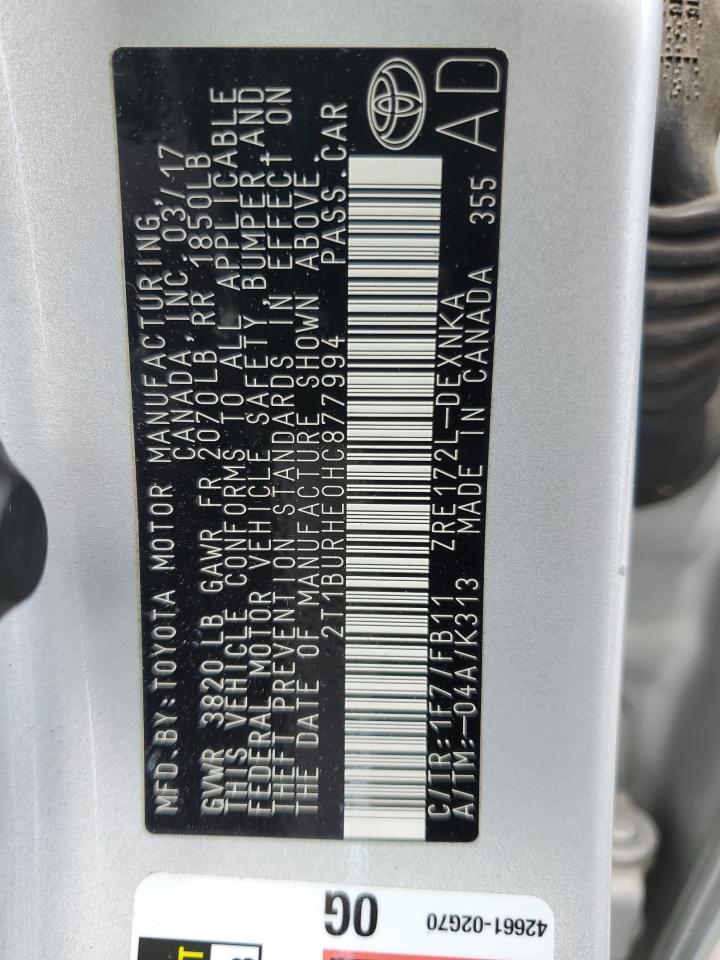 MFD.BY:TOYOTA MOTOR MANUFACTURING,
CANADA, INC. 03/17
GVWR 3820 LB GAWR FR 2070LB, RR 1850LB
THIS VEHICLE CONFORMS TO ALL APPLICABLE
FEDERAL MOTOR VEHICLE SAFETY, BUMPER AND
THEFT PREVENTION STANDARDS IN EFFECT ON
THE DATE OF MANUFACTURE SHOWN ABOVE.
2T1BURHE0HC877994 PASS.CAR
C/TR:1F7/FB11 ZRE172L-DEXNKA
A/TM:-04A/K313 MADE IN CANADA 355
AD
0G
42661-02G70